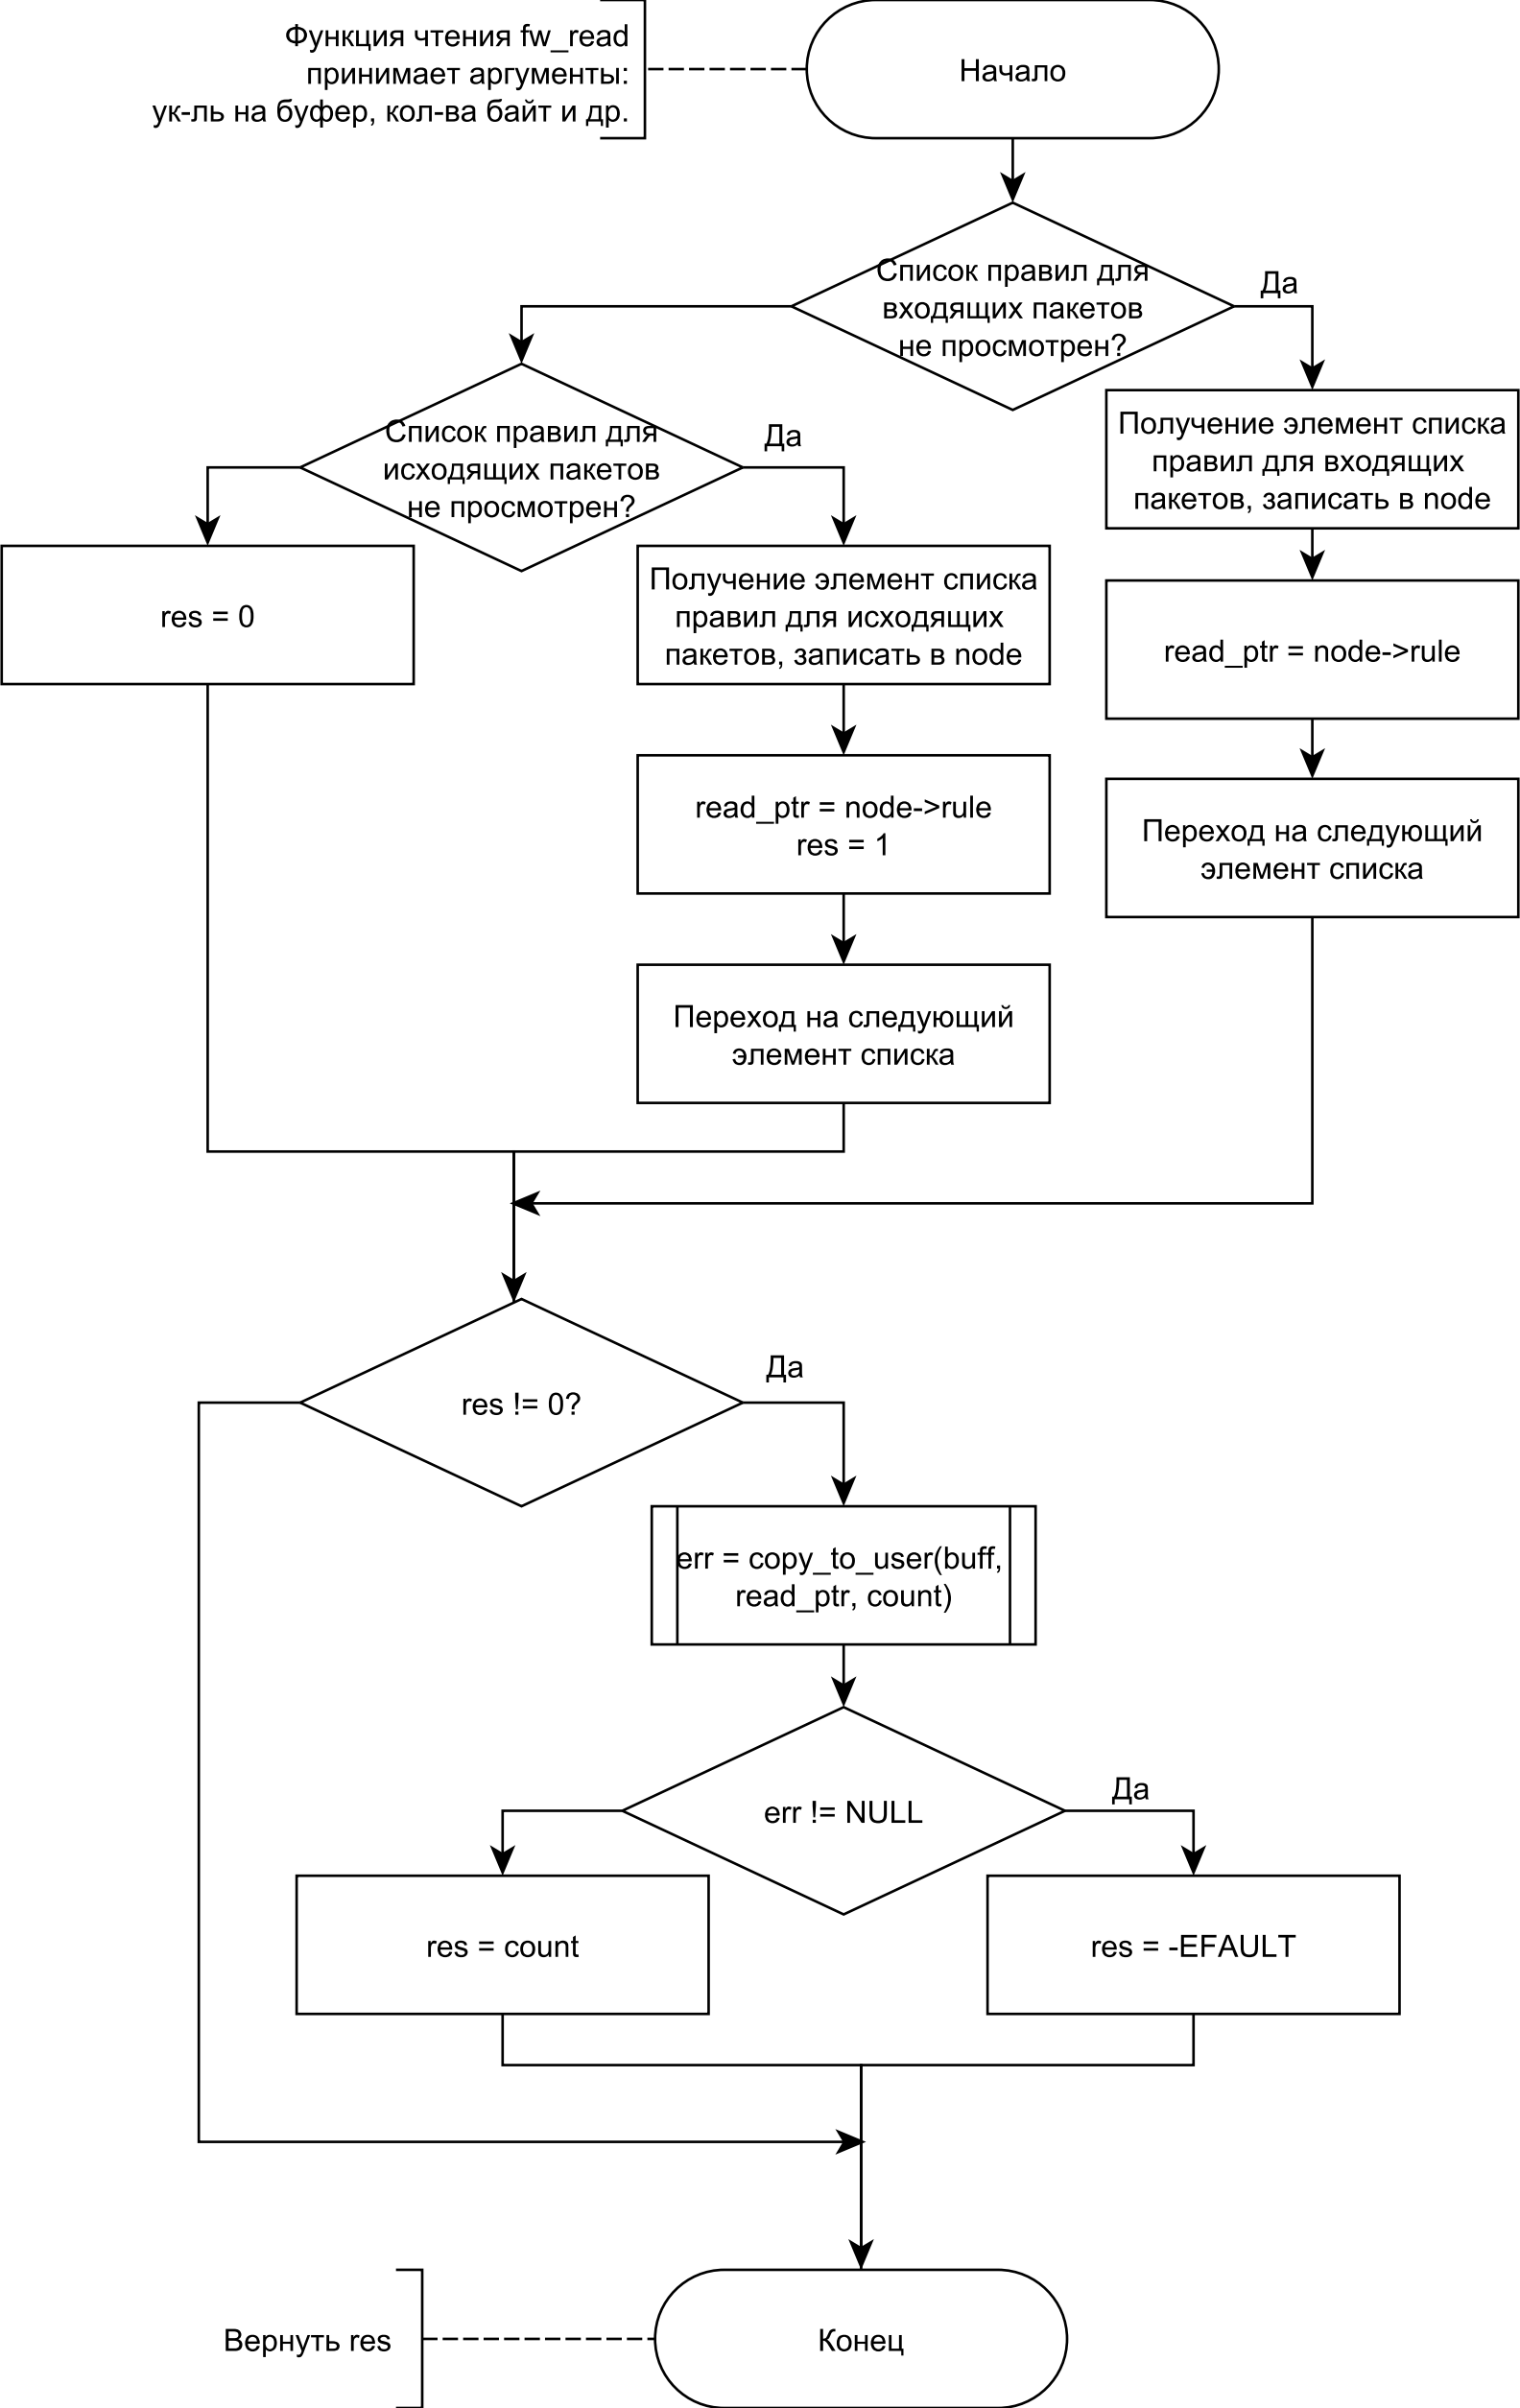 Функция чтения fw_read
принимает аргументы:
ук-ль на буфер, кол-ва байт и др.
Начало
Список правил для
входящих пакетов
не просмотрен?
Да
Список правил для
исходящих пакетов
не просмотрен?
Да
Получение элемент списка
правил для входящих
пакетов, записать в node
res = 0
Получение элемент списка
правил для исходящих
пакетов, записать в node
read_ptr = node->rule
read_ptr = node->rule
res = 1
Переход на следующий
элемент списка
Переход на следующий
элемент списка
res != 0?
Да
err = copy_to_user(buff,
read_ptr, count)
err != NULL
Да
res = count
res = -EFAULT
Вернуть res
Конец